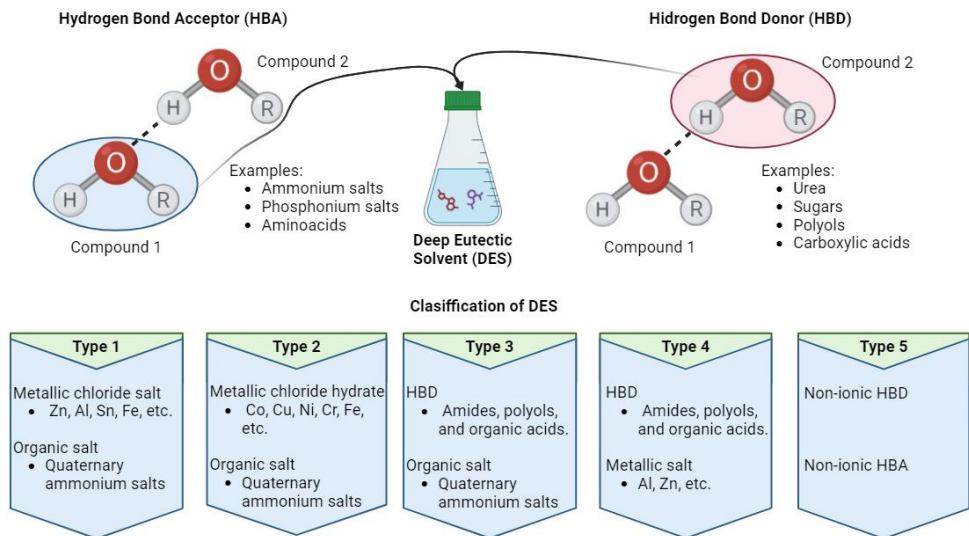 Hydrogen Bond Acceptor (HBA)
Hidrogen Bond Donor (HBD)
Compound 2
O
H
R
O
H
R
Compound 1
Examples:
• Ammonium salts
• Phosphonium salts
• Aminoacids
Deep Eutectic
Solvent (DES)
Compound 2
O
H
R
O
H
R
Compound 1
Examples:
• Urea
• Sugars
• Polyols
• Carboxylic acids
Clasiffication of DES
Type 1
Metallic chloride salt
• Zn, Al, Sn, Fe, etc.
Organic salt
• Quaternary
ammonium salts
Type 2
Metallic chloride hydrate
• Co, Cu, Ni, Cr, Fe,
etc.
Organic salt
• Quaternary
ammonium salts
Type 3
HBD
• Amides, polyols,
and organic acids.
Organic salt
• Quaternary
ammonium salts
Type 4
HBD
• Amides, polyols,
and organic acids.
Metallic salt
• Al, Zn, etc.
Type 5
Non-ionic HBD
Non-ionic HBA